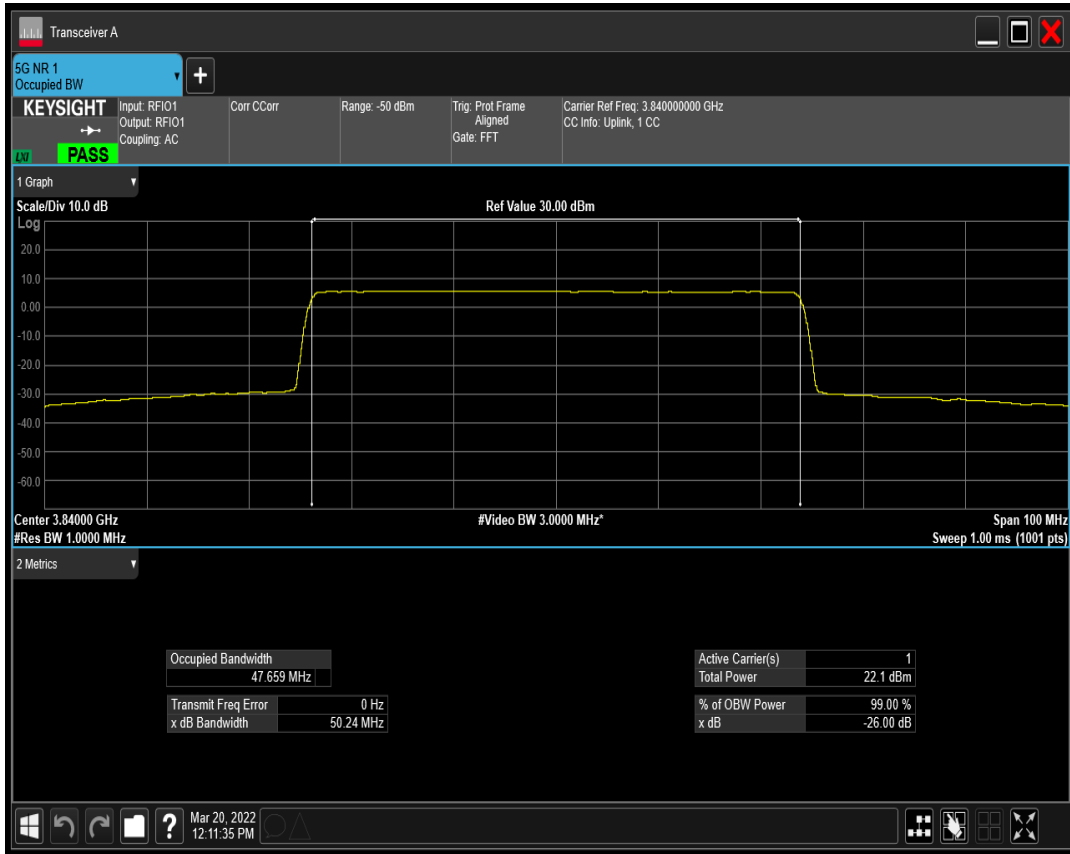 Transceiver A
5G NR 1
Occupied BW
+
KEYSIGHT
LXI
PASS
Input: RFIO1
Output: RFIO1
Coupling: AC
Corr CCorr
Range: -50 dBm
Trig: Prot Frame
Aligned
Gate: FFT
Carrier Ref Freq: 3.840000000 GHz
CC Info: Uplink, 1 CC
1 Graph
Scale/Div 10.0 dB
Ref Value 30.00 dBm
Log
20.0
10.0
0.00
-10.0
-20.0
-30.0
-40.0
-50.0
-60.0
Center 3.84000 GHz
#Video BW 3.0000 MHz*
Span 100 MHz
#Res BW 1.0000 MHz
Sweep 1.00 ms (1001 pts)
2 Metrics
Occupied Bandwidth
47.659 MHz
Transmit Freq Error 0 Hz
x dB Bandwidth 50.24 MHz
Active Carrier(s) 1
Total Power 22.1 dBm
% of OBW Power 99.00 %
x dB -26.00 dB
?
Mar 20, 2022
12:11:35 PM